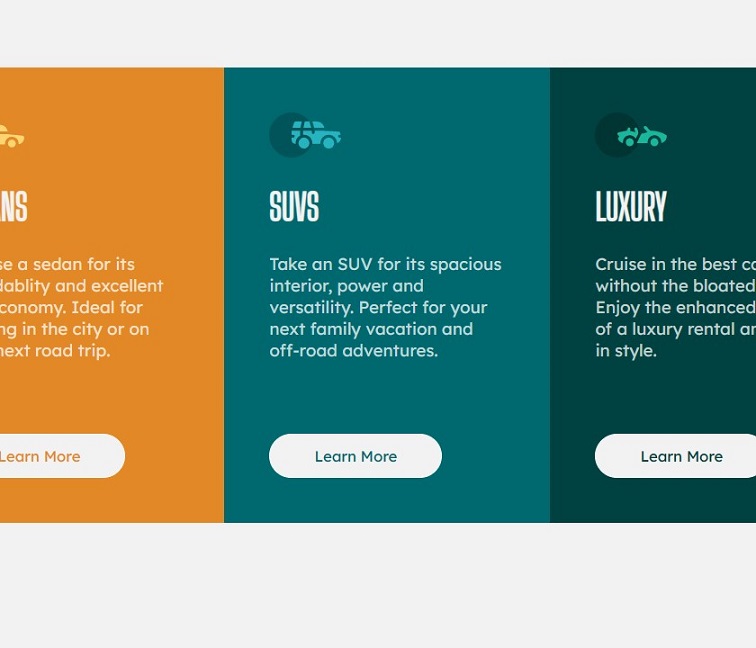 NS
SUVS
LUXURY
se a sedan for its
dablity and excellent
conomy. Ideal for
ng in the city or on
next road trip.
Take an SUV for its spacious
interior, power and
versatility. Perfect for your
next family vacation and
off-road adventures.
Cruise in the best
without the bloated
Enjoy the enhanced
of a luxury rental
in style.
Learn More
Learn More
Learn More